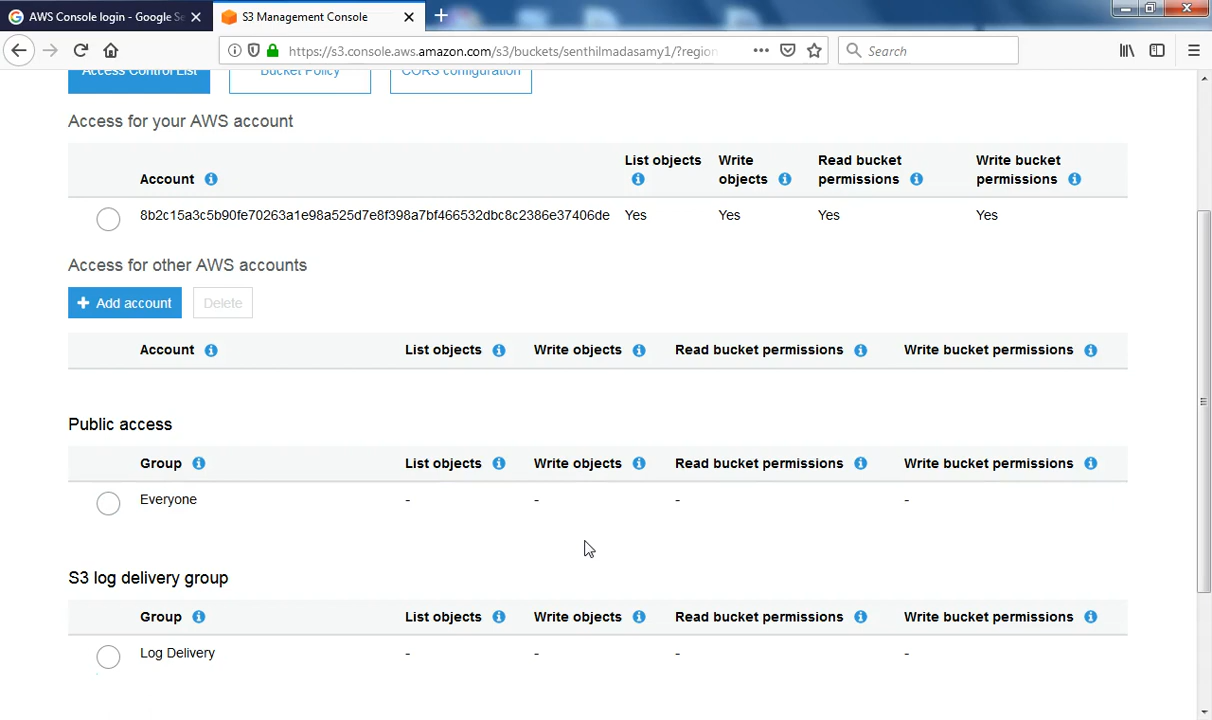 AWS Console login - Google Se
S3 Management Console
https://s3.console.aws.amazon.com/s3/buckets/senthilmadasamy1/?region
Search
Access Control List
Bucket Policy
CORS configuration
Access for your AWS account
Account
List objects
Write objects
Read bucket permissions
Write bucket permissions
8b2c15a3c5b90fe70263a1e98a525d7e8f398a7bf466532dbc8c2386e37406de
Yes
Yes
Yes
Yes
Access for other AWS accounts
+ Add account
Delete
Account
List objects
Write objects
Read bucket permissions
Write bucket permissions
Public access
Group
List objects
Write objects
Read bucket permissions
Write bucket permissions
Everyone
-
-
-
-
S3 log delivery group
Group
List objects
Write objects
Read bucket permissions
Write bucket permissions
Log Delivery
-
-
-
-